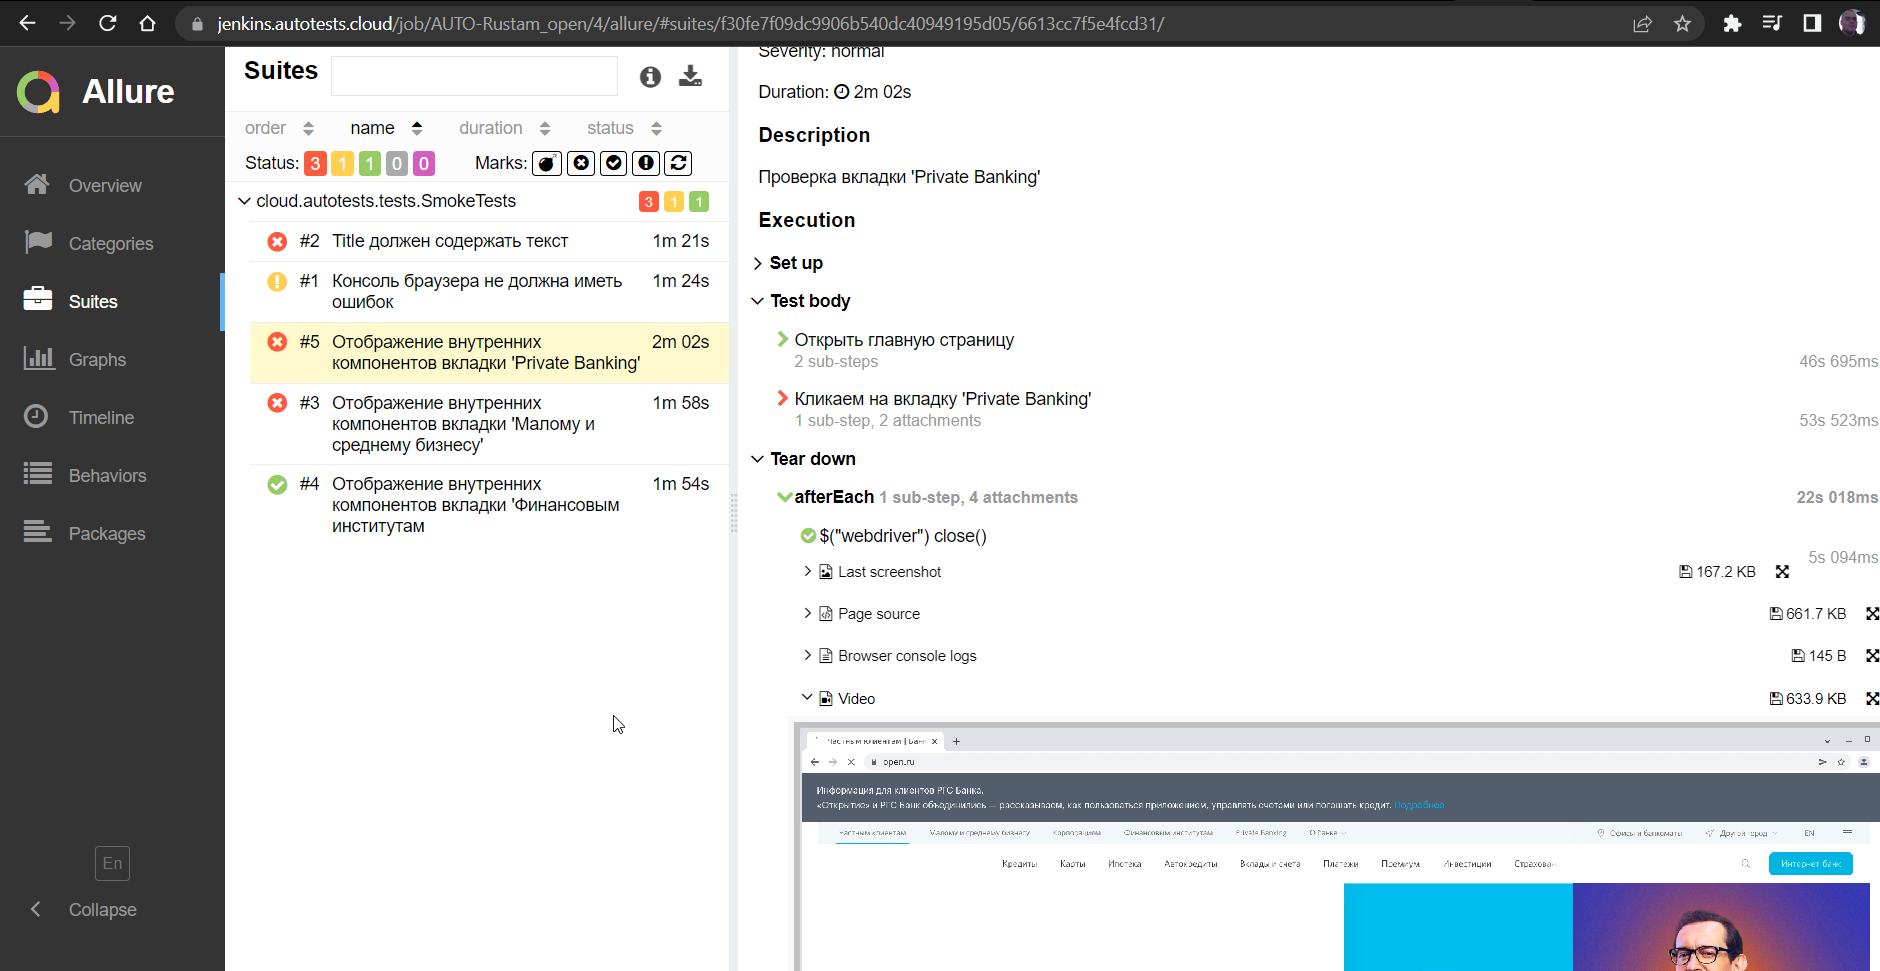 jenkins.autotests.cloud/job/AUTO-Rustam_open/4/allure/#suites/f30fe7f09dc9906b540dc40949195d05/6613cc7f5e4fcd31/
Allure
Overview
Categories
Suites
Graphs
Timeline
Behaviors
Packages
En
Collapse
Suites
order name duration status
Status: 3 1 1 0 0 Marks:
cloud.autotests.tests.SmokeTests 3 1 1
#2 Title должен содержать текст 1m 21s
#1 Консоль браузера не должна иметь 1m 24s
ошибок
#5 Отображение внутренних 2m 02s
компонентов вкладки 'Private Banking'
#3 Отображение внутренних 1m 58s
компонентов вкладки 'Малому и
среднему бизнесу'
#4 Отображение внутренних 1m 54s
компонентов вкладки 'Финансовым
институтам
Severity: normal
Duration: 2m 02s
Description
Проверка вкладки 'Private Banking'
Execution
Set up
Test body
Открыть главную страницу
2 sub-steps 46s 695ms
Кликаем на вкладку 'Private Banking'
1 sub-step, 2 attachments 53s 523ms
Tear down
afterEach 1 sub-step, 4 attachments 22s 018ms
$("webdriver") close()
5s 094ms
Last screenshot 167.2 KB
Page source 661.7 KB
Browser console logs 145 B
Video 633.9 KB
Частным клиентам | Бан
open.ru
Информация для клиентов РГС Банка.
«Открытие» и РГС Банк объединились — рассказываем, как пользоваться приложением, управлять счетами или погашать кредит. Подробнее
Частным клиентам Малому и среднему бизнесу Корпорациям Финансовым институтам Private Banking О банке Офисы и банкоматы Другой город EN
Кредиты Карты Ипотека Автокредиты Вклады и счета Платежи Премиум Инвестиции Страхован Интернет банк